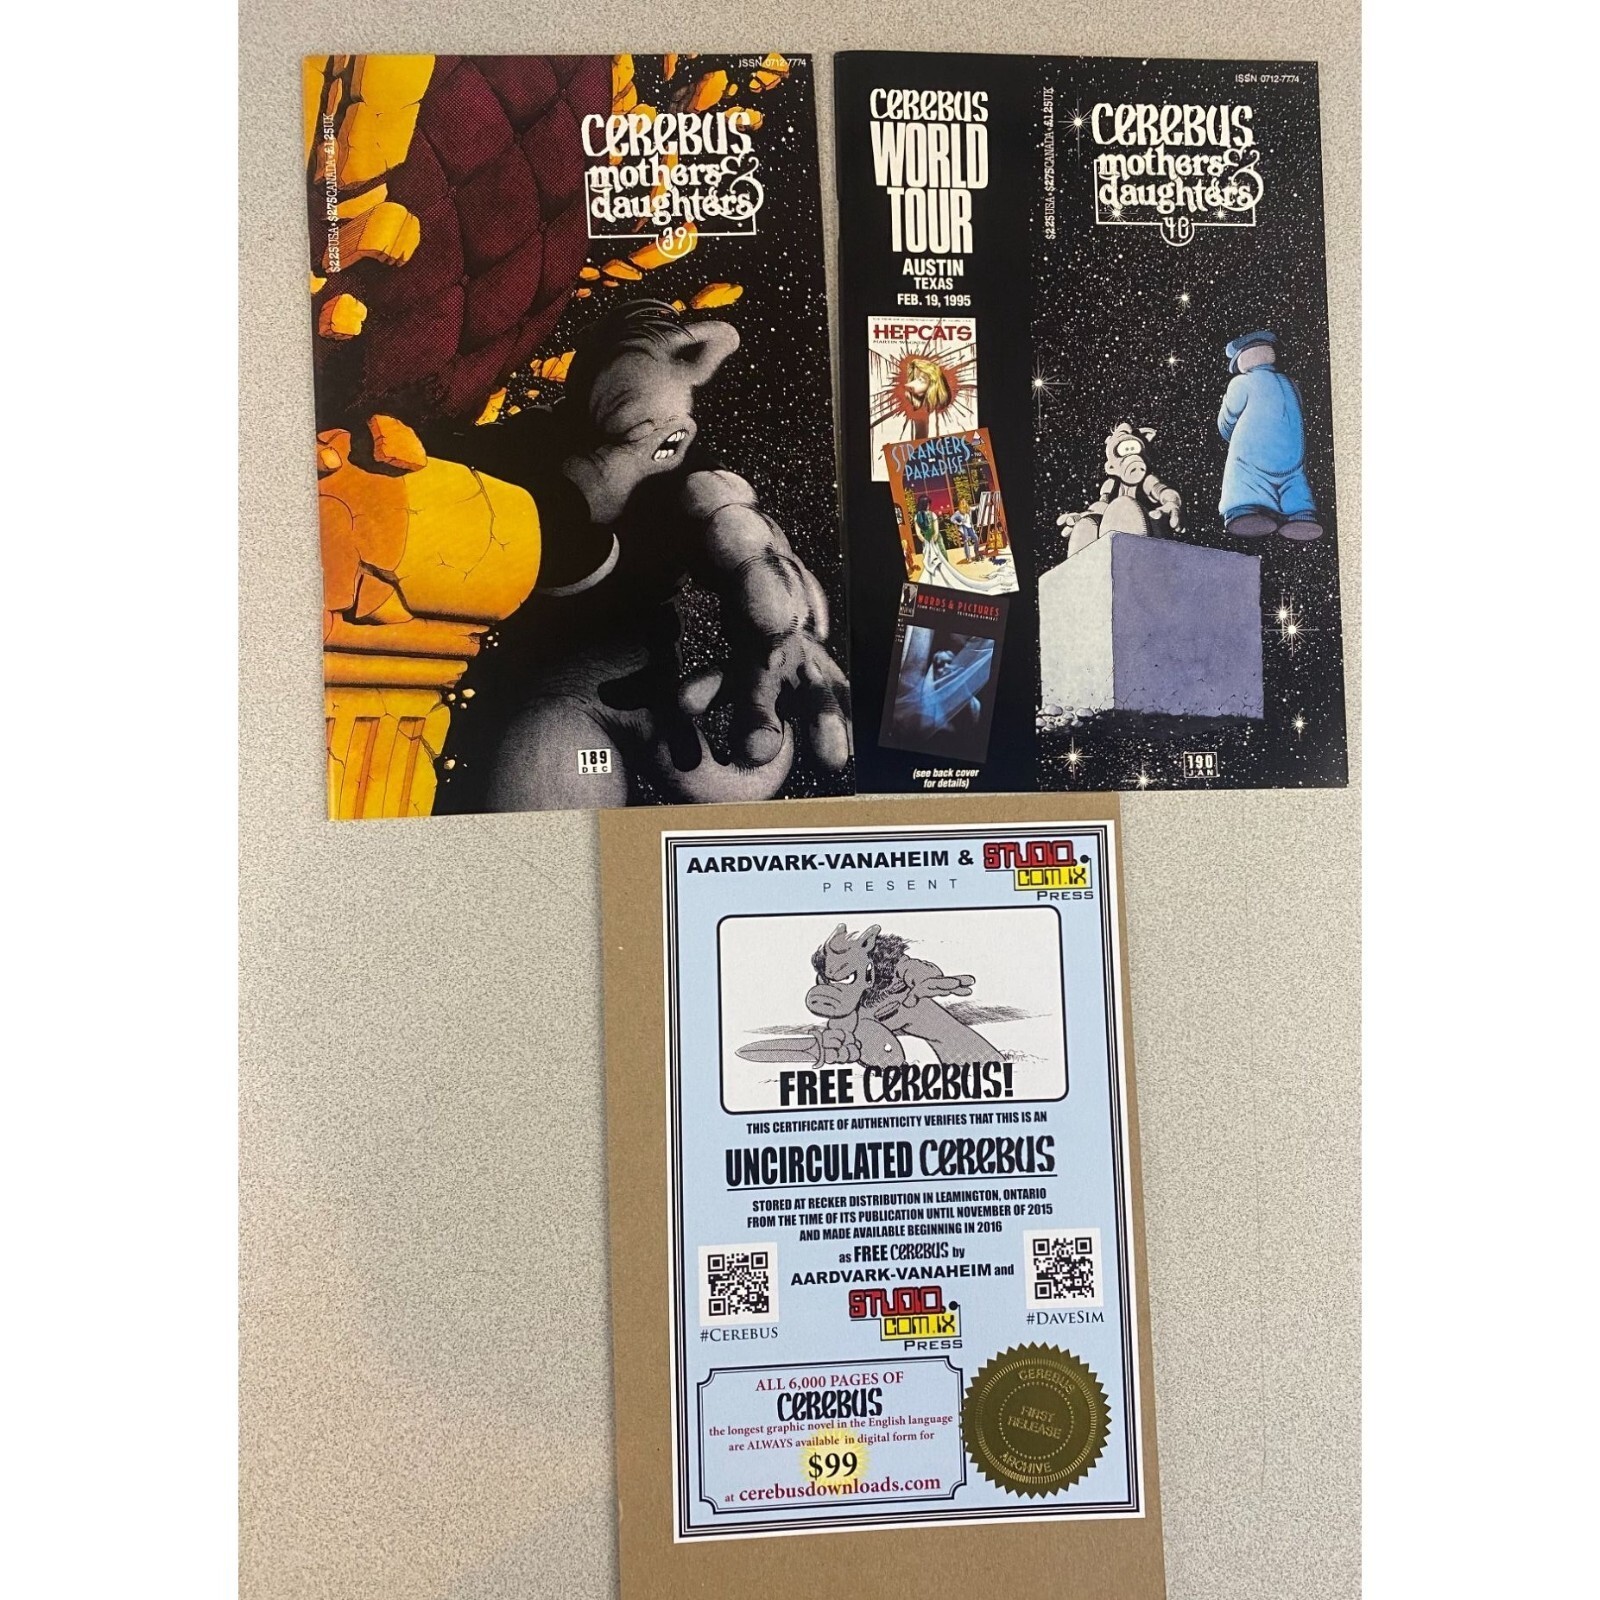 ISSN 0712-7774
$2.25USA•$2.75CANADA•£1.25UK
CEREBUS
mothers &
daughters
39
189
DEC
CEREBUS
WORLD
TOUR
AUSTIN
TEXAS
FEB. 19, 1995
HEPCATS
STRANGERS
IN
PARADISE
WORDS & PICTURES
(see back cover
for details)
ISSN 0712-7774
$2.25USA•$2.75CANADA•£1.25UK
CEREBUS
mothers &
daughters
40
190
JAN
AARDVARK-VANAHEIM & STUDIO.
COM.IX
PRESS
PRESENT
FREE CEREBUS!
THIS CERTIFICATE OF AUTHENTICITY VERIFIES THAT THIS IS AN
UNCIRCULATED CEREBUS
STORED AT RECKER DISTRIBUTION IN LEAMINGTON, ONTARIO
FROM THE TIME OF ITS PUBLICATION UNTIL NOVEMBER OF 2015
AND MADE AVAILABLE BEGINNING IN 2016
as FREE CEREBUS by
AARDVARK-VANAHEIM and
STUDIO.
COM.IX
PRESS
#CEREBUS
#DAVESIM
ALL 6,000 PAGES OF
CEREBUS
the longest graphic novel in the English language
are ALWAYS available in digital form for
$99
at cerebusdownloads.com
CEREBUS
FIRST
RELEASE
ARCHIVE